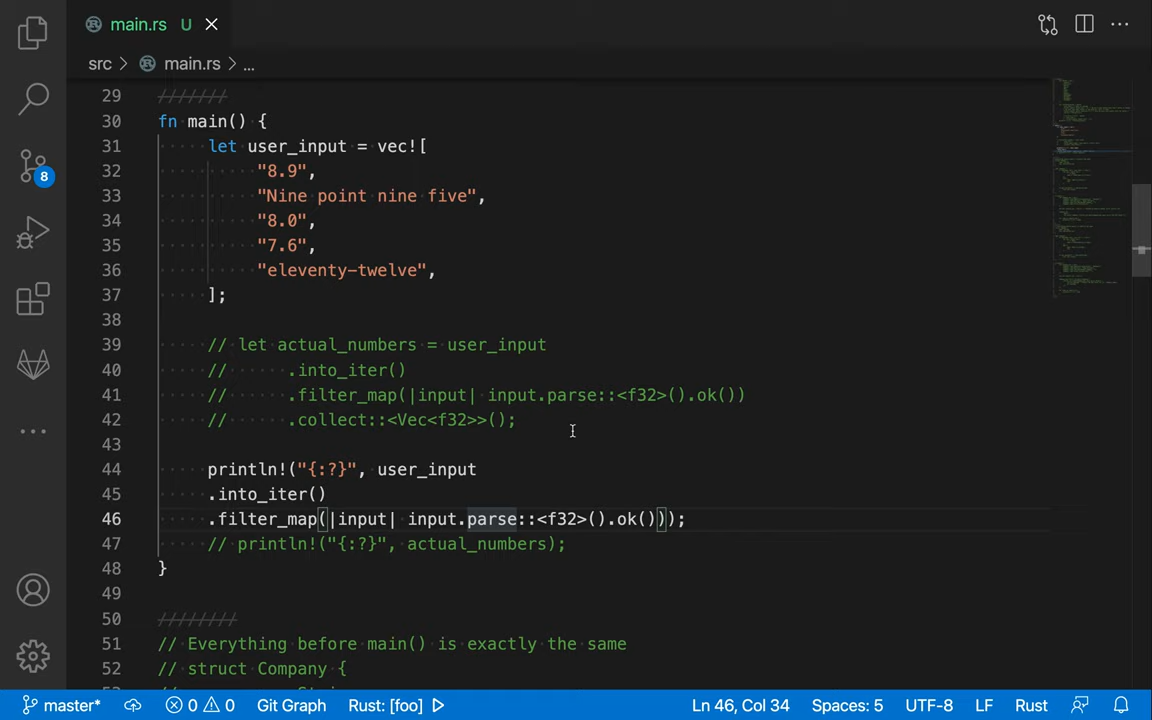 main.rs U
src > main.rs > ...
29 ///////
30 fn main() {
31 let user_input = vec![
32 "8.9",
33 "Nine point nine five",
34 "8.0",
35 "7.6",
36 "eleventy-twelve",
37 ];
38
39 // let actual_numbers = user_input
40 // .into_iter()
41 // .filter_map(|input| input.parse::<f32>().ok())
42 // .collect::<Vec<f32>>();
43
44 println!("{:?}", user_input
45 .into_iter()
46 .filter_map(|input| input.parse::<f32>().ok()));
47 // println!("{:?}", actual_numbers);
48 }
49
50 ////////
51 // Everything before main() is exactly the same
52 // struct Company {
8
master* 0 0 Git Graph Rust: [foo] Ln 46, Col 34 Spaces: 5 UTF-8 LF Rust